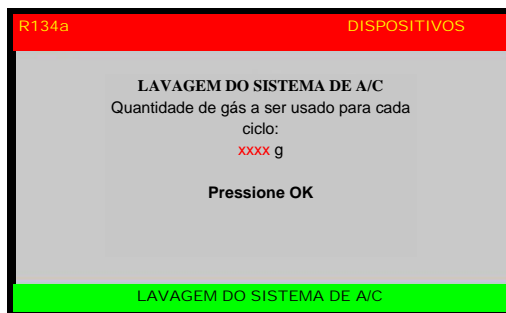 R134a DISPOSITIVOS
LAVAGEM DO SISTEMA DE A/C
Quantidade de gás a ser usado para cada
ciclo:
xxxx g
Pressione OK
LAVAGEM DO SISTEMA DE A/C